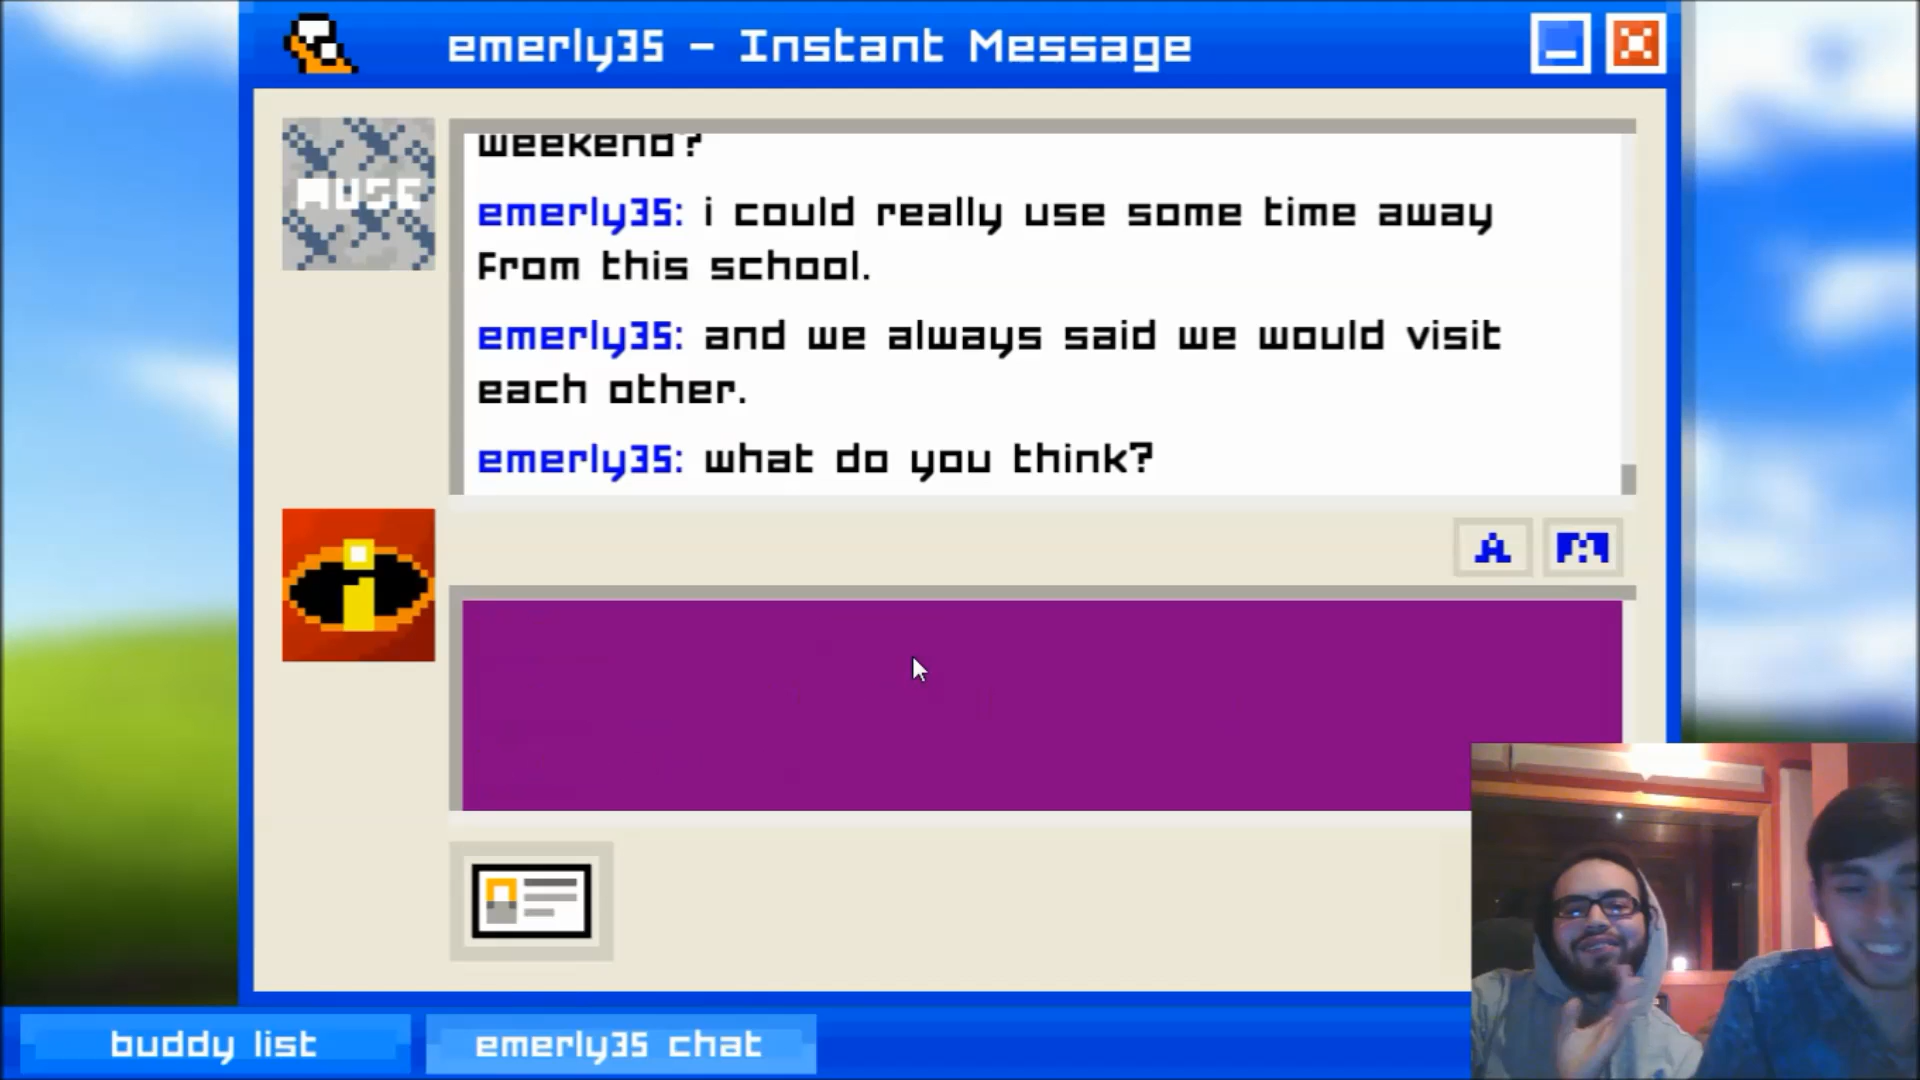 emerly35 - Instant Message
weekend?
MUSE
emerly35: i could really use some time away
from this school.
emerly35: and we always said we would visit
each other.
emerly35: what do you think?
A
buddy list
emerly35 chat